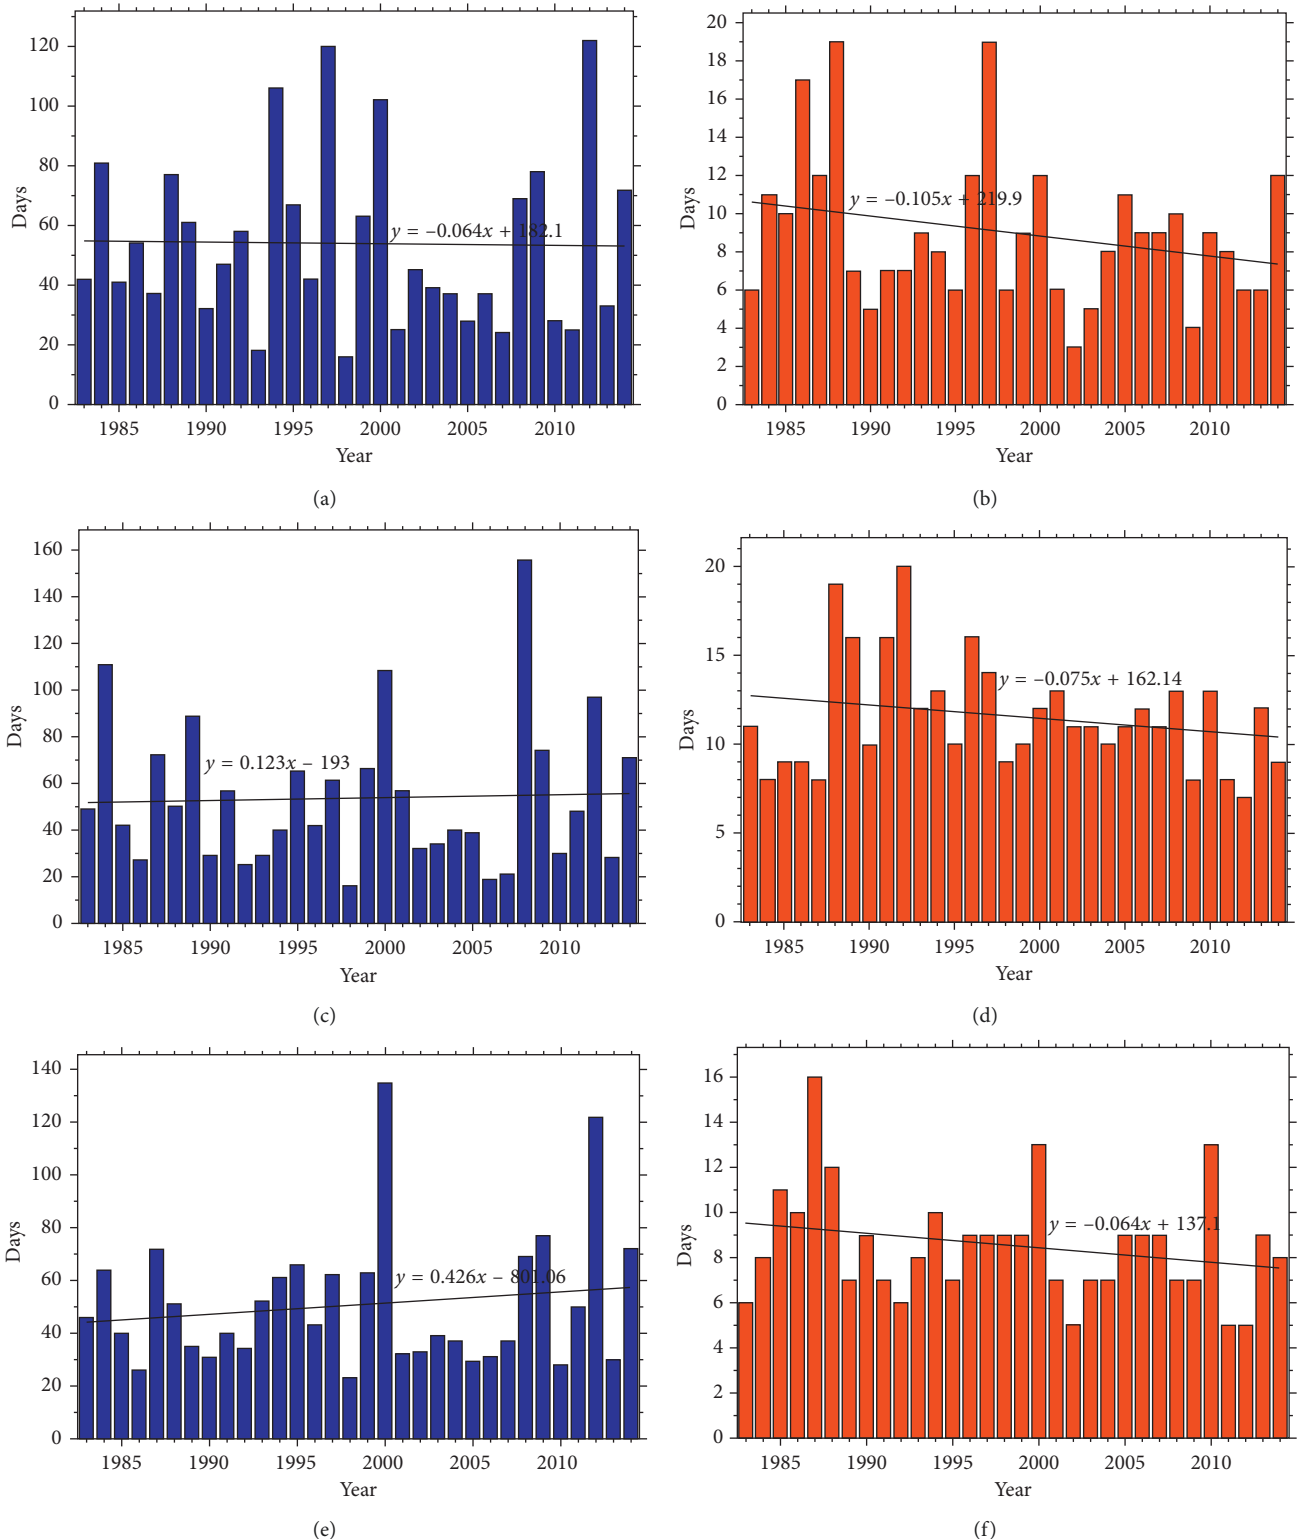 120
100
80
60
40
20
0
Days
y = –0.064x + 182.1
1985 1990 1995 2000 2005 2010
Year
(a)
20
18
16
14
12
10
8
6
4
2
0
Days
y = –0.105x + 219.9
1985 1990 1995 2000 2005 2010
Year
(b)
160
140
120
100
80
60
40
20
0
Days
y = 0.123x – 193
1985 1990 1995 2000 2005 2010
Year
(c)
20
15
10
5
0
Days
y = –0.075x + 162.14
1985 1990 1995 2000 2005 2010
Year
(d)
140
120
100
80
60
40
20
0
Days
y = 0.426x – 801.06
1985 1990 1995 2000 2005 2010
Year
(e)
16
14
12
10
8
6
4
2
0
Days
y = –0.064x + 137.1
1985 1990 1995 2000 2005 2010
Year
(f)